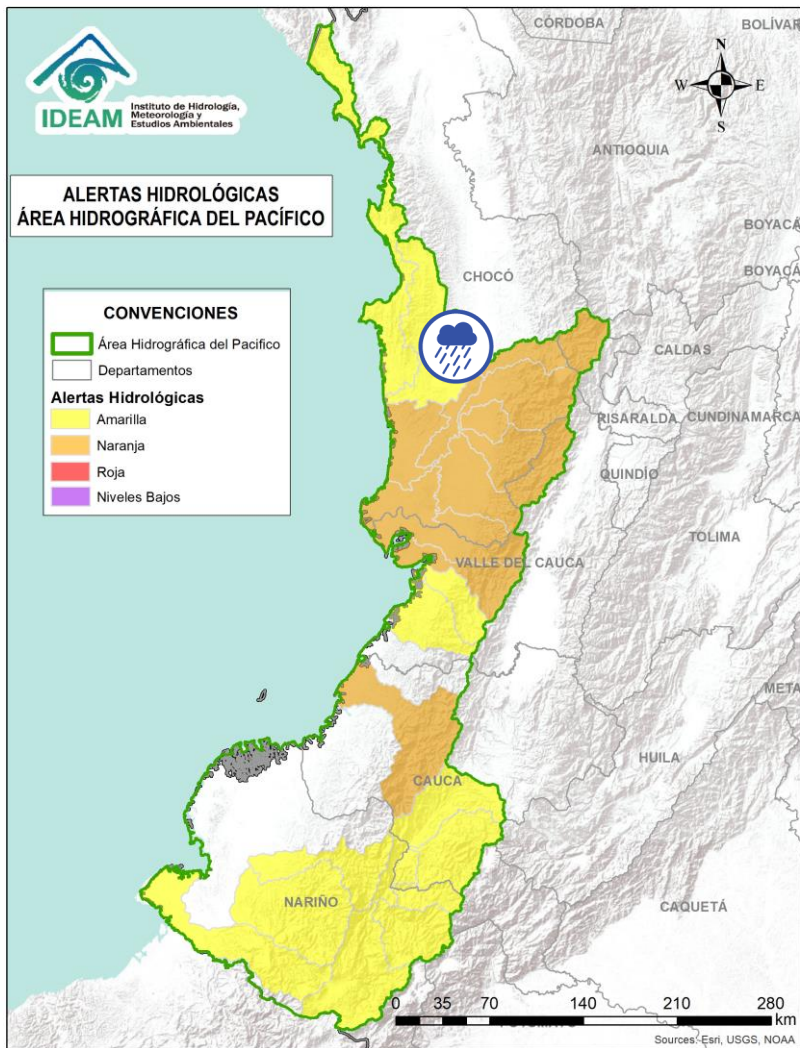 IDEAM
Instituto de Hidrología,
Meteorología y
Estudios Ambientales
ALERTAS HIDROLÓGICAS
ÁREA HIDROGRÁFICA DEL PACÍFICO
CONVENCIONES
Área Hidrográfica del Pacifico
Departamentos
Alertas Hidrológicas
Amarilla
Naranja
Roja
Niveles Bajos
N
W
E
S
CÓRDOBA
BOLÍVAR
ANTIOQUIA
BOYACÁ
BOYACÁ
CHOCÓ
CALDAS
RISARALDA
CUNDINAMARCA
QUINDÍO
TOLIMA
VALLE DEL CAUCA
META
HUILA
CAUCA
NARIÑO
CAQUETÁ
0 35 70 140 210 280
km
Sources: Esri, USGS, NOAA